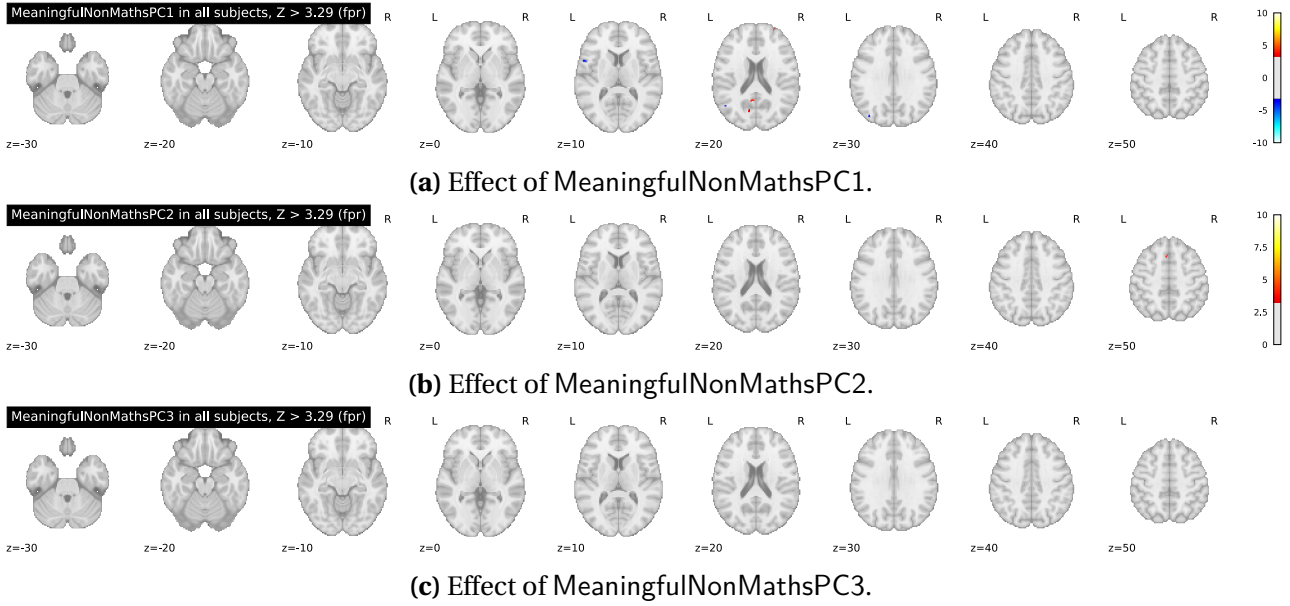 MeaningfulNonMathsPC1 in all subjects, Z > 3.29 (fpr) R L R L R L R L R L R L R 10
5
0
-5
-10
z=-30 z=-20 z=-10 z=0 z=10 z=20 z=30 z=40 z=50
(a) Effect of MeaningfulNonMathsPC1.
MeaningfulNonMathsPC2 in all subjects, Z > 3.29 (fpr) R L R L R L R L R L R L R 10
7.5
5
2.5
0
z=-30 z=-20 z=-10 z=0 z=10 z=20 z=30 z=40 z=50
(b) Effect of MeaningfulNonMathsPC2.
MeaningfulNonMathsPC3 in all subjects, Z > 3.29 (fpr) R L R L R L R L R L R L R
z=-30 z=-20 z=-10 z=0 z=10 z=20 z=30 z=40 z=50
(c) Effect of MeaningfulNonMathsPC3.